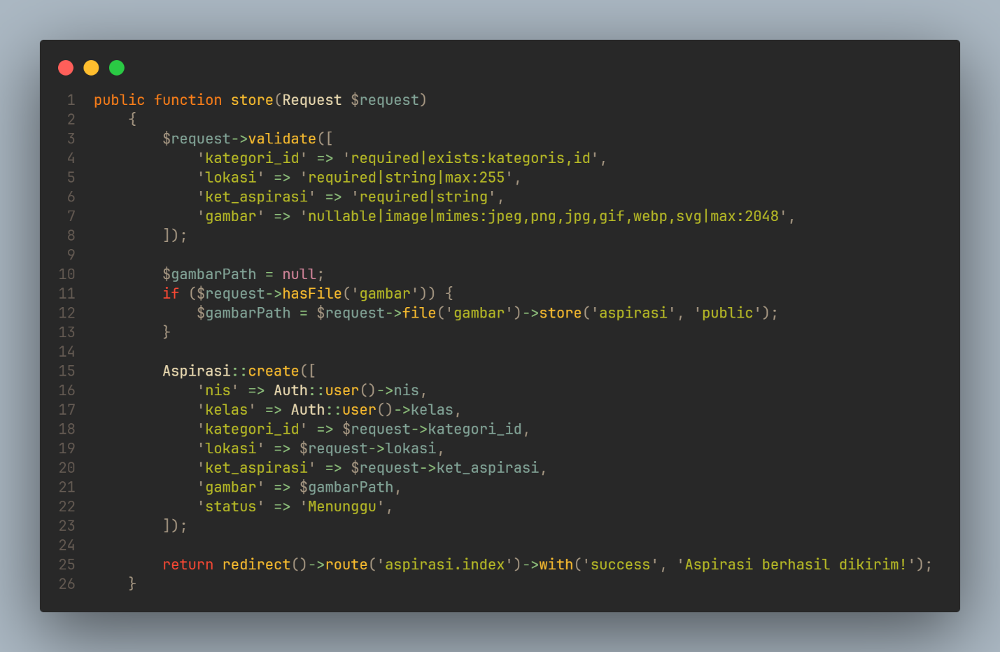 1 public function store(Request $request)
2     {
3         $request->validate([
4             'kategori_id' => 'required|exists:kategoris,id',
5             'lokasi' => 'required|string|max:255',
6             'ket_aspirasi' => 'required|string',
7             'gambar' => 'nullable|image|mimes:jpeg,png,jpg,gif,webp,svg|max:2048',
8         ]);
9
10         $gambarPath = null;
11         if ($request->hasFile('gambar')) {
12             $gambarPath = $request->file('gambar')->store('aspirasi', 'public');
13         }
14
15         Aspirasi::create([
16             'nis' => Auth::user()->nis,
17             'kelas' => Auth::user()->kelas,
18             'kategori_id' => $request->kategori_id,
19             'lokasi' => $request->lokasi,
20             'ket_aspirasi' => $request->ket_aspirasi,
21             'gambar' => $gambarPath,
22             'status' => 'Menunggu',
23         ]);
24
25         return redirect()->route('aspirasi.index')->with('success', 'Aspirasi berhasil dikirim!');
26     }